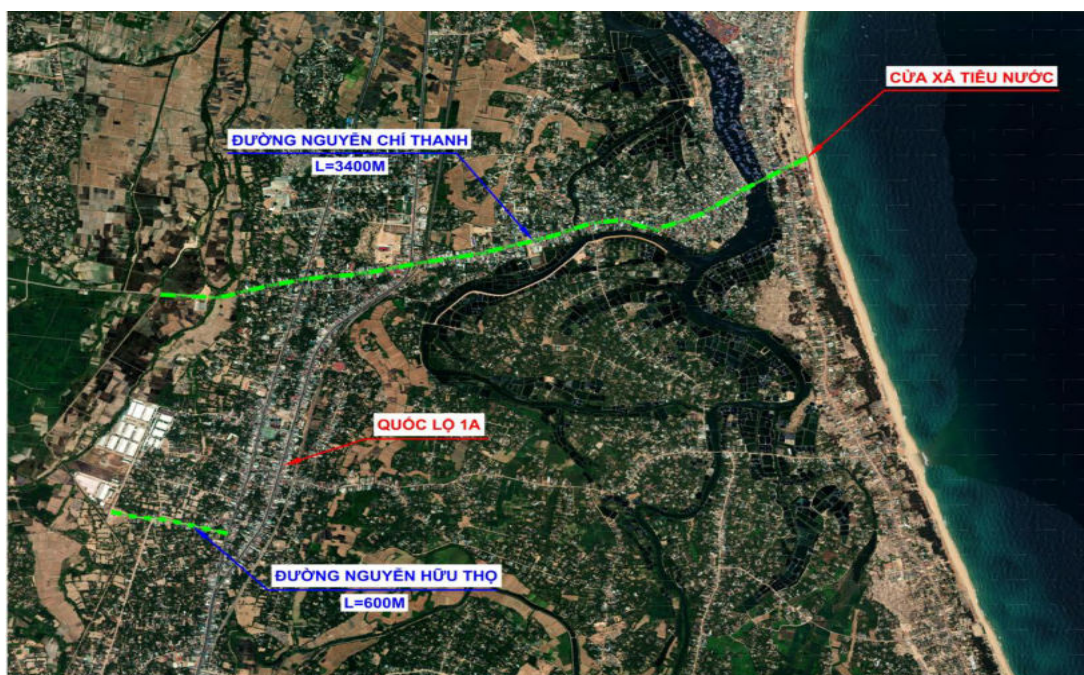 CỬA XẢ TIÊU NƯỚC
ĐƯỜNG NGUYỄN CHÍ THANH
L=3400M
QUỐC LỘ 1A
ĐƯỜNG NGUYỄN HỮU THỌ
L=600M